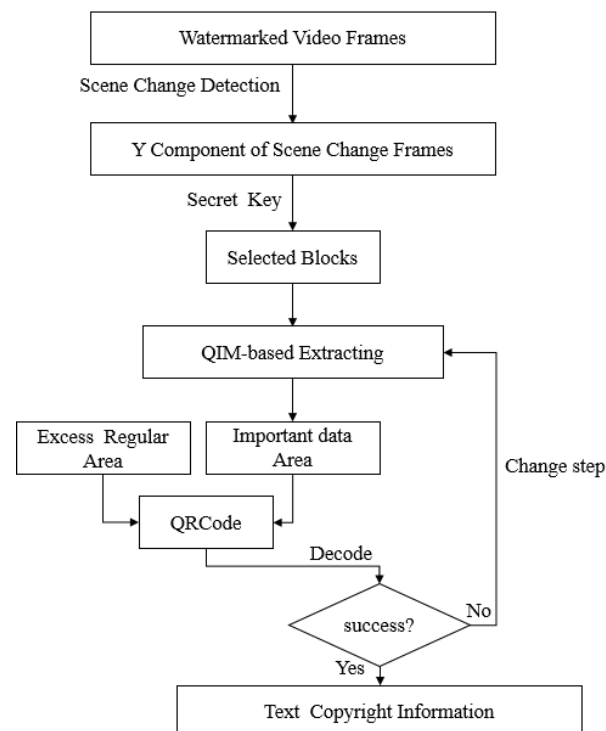 Watermarked Video Frames
Scene Change Detection
Y Component of Scene Change Frames
Secret Key
Selected Blocks
QIM-based Extracting
Excess Regular
Area
Important data
Area
Change step
QRCode
Decode
success?
No
Yes
Text Copyright Information